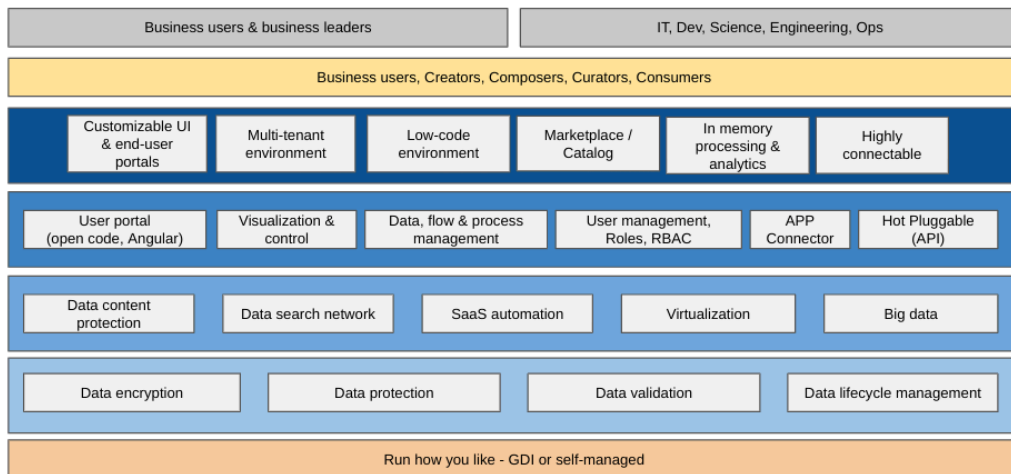 Business users & business leaders
IT, Dev, Science, Engineering, Ops
Business users, Creators, Composers, Curators, Consumers
Customizable UI
& end-user
portals
Multi-tenant
environment
Low-code
environment
Marketplace /
Catalog
In memory
processing &
analytics
Highly
connectable
User portal
(open code, Angular)
Visualization &
control
Data, flow & process
management
User management,
Roles, RBAC
APP
Connector
Hot Pluggable
(API)
Data content
protection
Data search network
SaaS automation
Virtualization
Big data
Data encryption
Data protection
Data validation
Data lifecycle management
Run how you like - GDI or self-managed